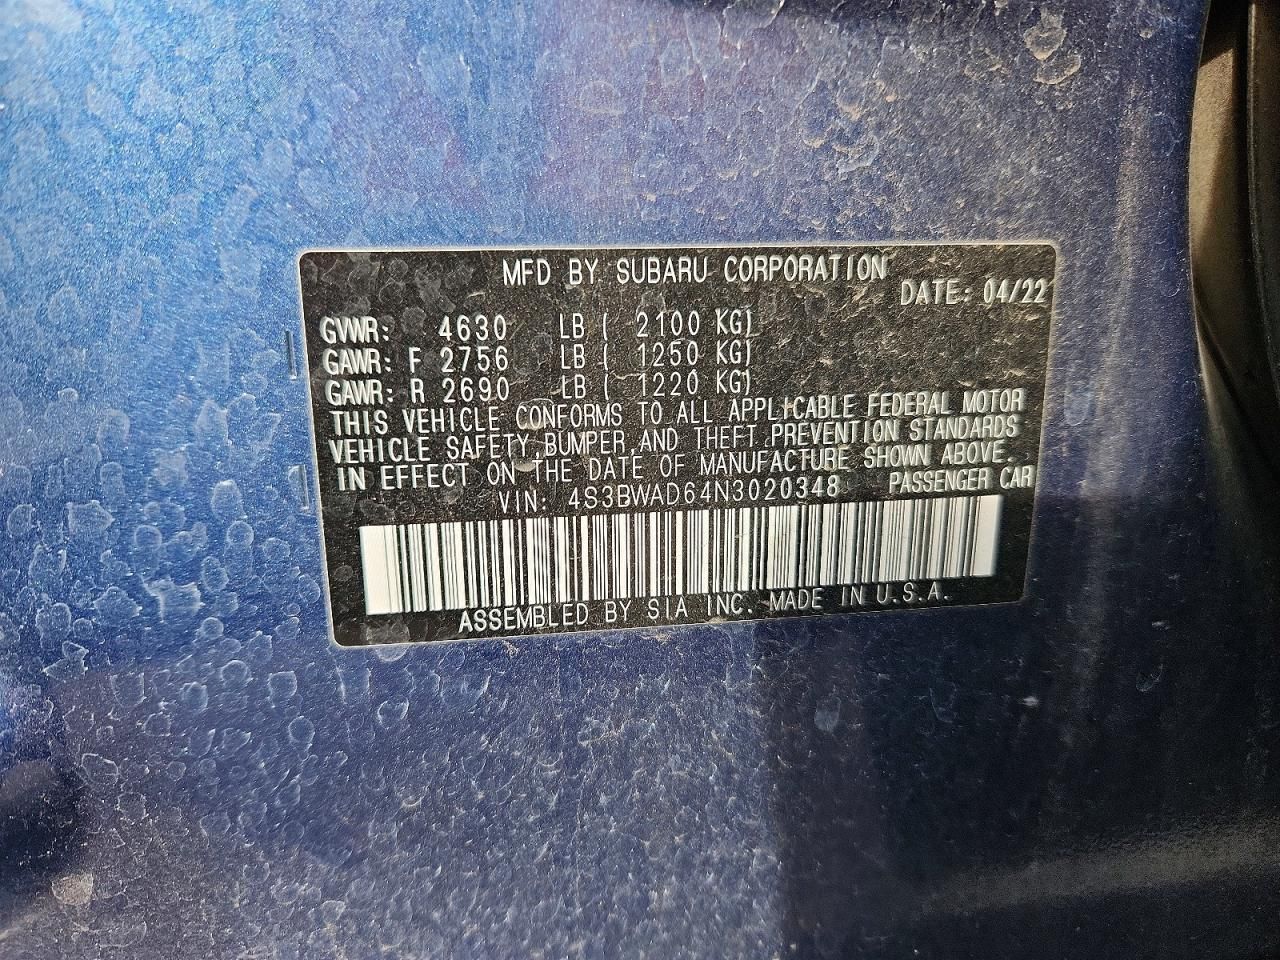 MFD BY SUBARU CORPORATION
DATE: 04/22
GVWR: 4630 LB ( 2100 KG)
GAWR: F 2756 LB ( 1250 KG)
GAWR: R 2690 LB ( 1220 KG)
THIS VEHICLE CONFORMS TO ALL APPLICABLE FEDERAL MOTOR
VEHICLE SAFETY,BUMPER,AND THEFT PREVENTION STANDARDS
IN EFFECT ON THE DATE OF MANUFACTURE SHOWN ABOVE.
VIN: 4S3BWAD64N3020348 PASSENGER CAR
ASSEMBLED BY SIA INC. MADE IN U.S.A.